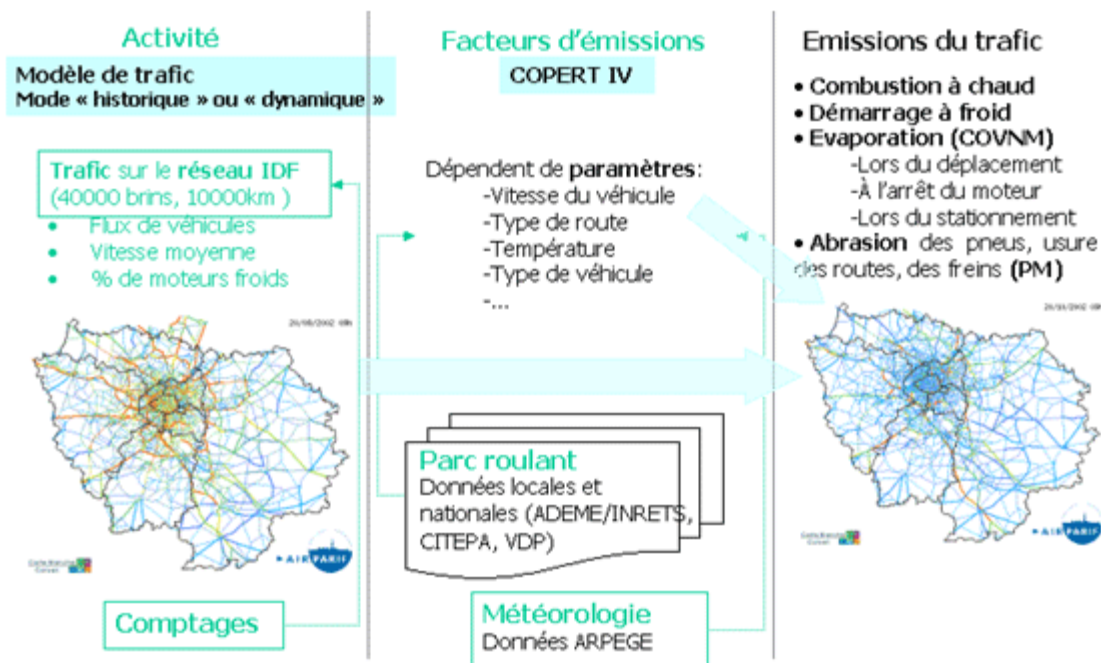 Activité
Modèle de trafic
Mode « historique » ou « dynamique »
Trafic sur le réseau IDF
(40000 brins, 10000km )
• Flux de véhicules
• Vitesse moyenne
• % de moteurs froids
AIRPARIF
Comptages
Facteurs d'émissions
COPERT IV
Dépendent de paramètres:
-Vitesse du véhicule
-Type de route
-Température
-Type de véhicule
-...
Parc roulant
Données locales et
nationales (ADEME/INRETS,
CITEPA, VDP)
Météorologie
Données ARPEGE
Emissions du trafic
• Combustion à chaud
• Démarrage à froid
• Evaporation (COVNM)
-Lors du déplacement
-À l'arrêt du moteur
-Lors du stationnement
• Abrasion des pneus, usure
des routes, des freins (PM)
AIRPARIF